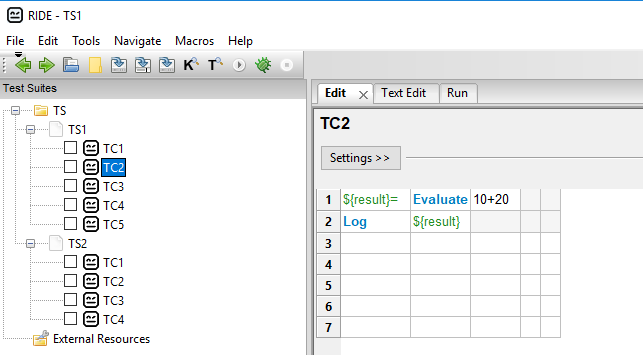 RIDE - TS1
File Edit Tools Navigate Macros Help
K T
Test Suites
TS
TS1
TC1
TC2
TC3
TC4
TC5
TS2
TC1
TC2
TC3
TC4
External Resources
Edit Text Edit Run
TC2
Settings >>
1 ${result}= Evaluate 10+20
2 Log ${result}
3
4
5
6
7